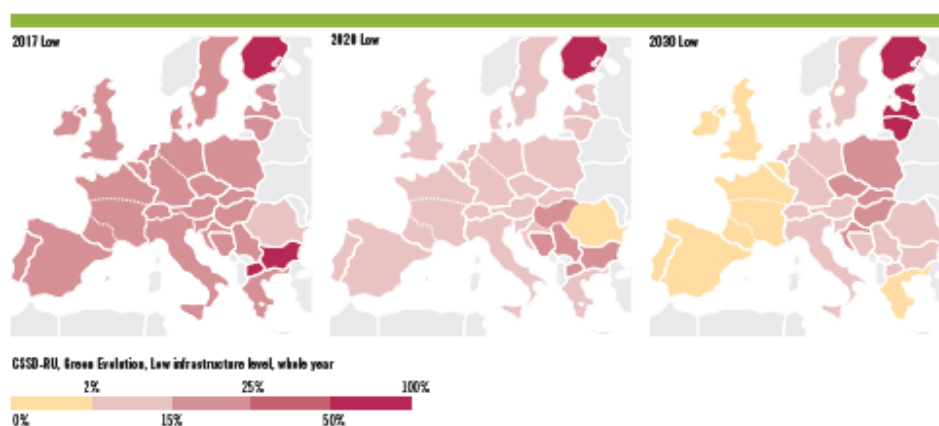 2017 Low
2020 Low
2030 Low
CSSD-RU, Green Evolution, Low infrastructure level, whole year
2% 25% 100%
0% 15% 50%